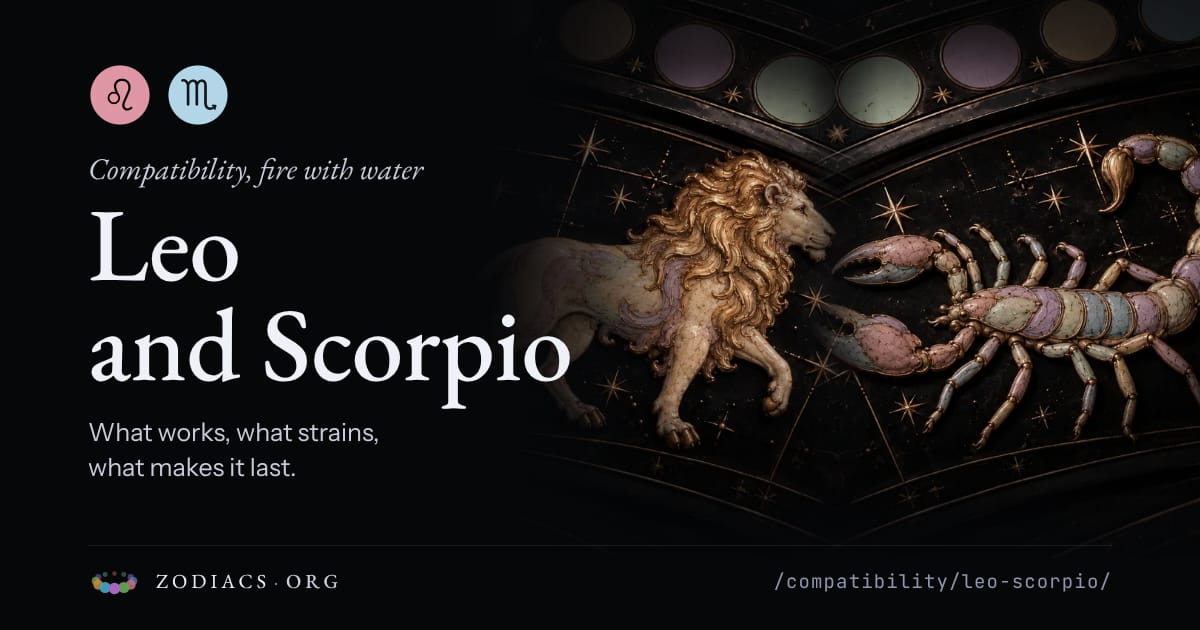 ♌︎ ♏︎
Compatibility, fire with water
Leo
and Scorpio
What works, what strains,
what makes it last.
ZODIACS·ORG
/compatibility/leo-scorpio/